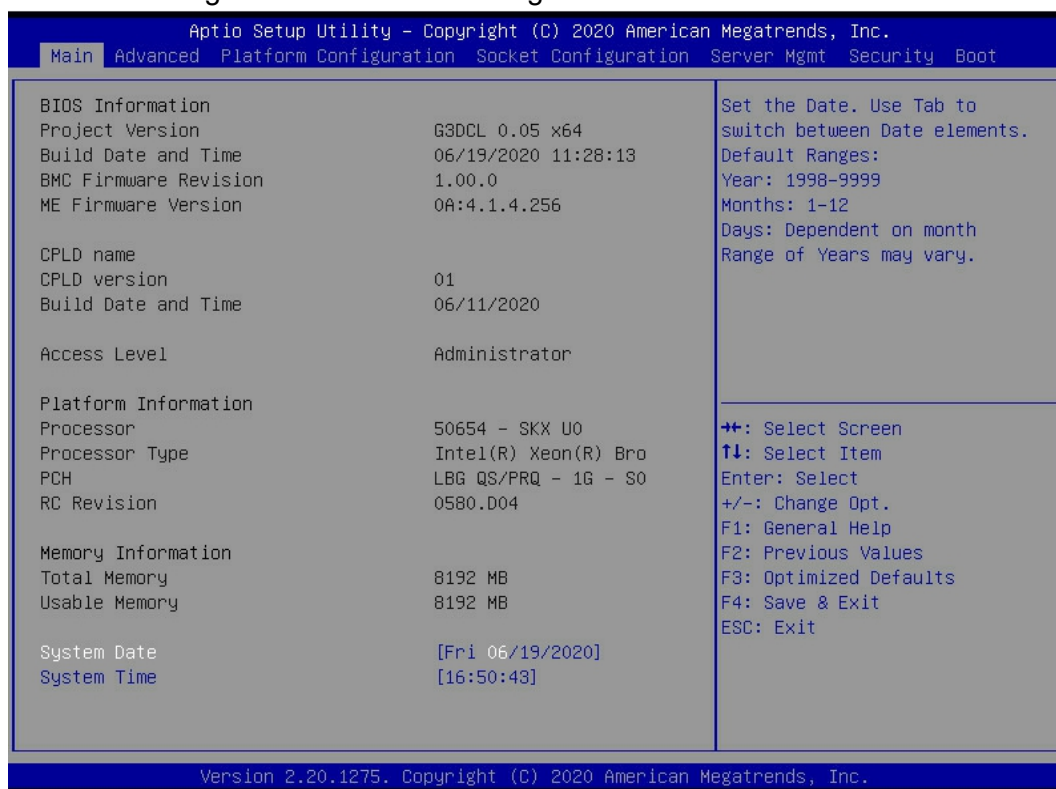 Aptio Setup Utility – Copyright (C) 2020 American Megatrends, Inc.
Main Advanced Platform Configuration Socket Configuration Server Mgmt Security Boot
BIOS Information
Project Version G3DCL 0.05 x64
Build Date and Time 06/19/2020 11:28:13
BMC Firmware Revision 1.00.0
ME Firmware Version 0A:4.1.4.256
CPLD name
CPLD version 01
Build Date and Time 06/11/2020
Access Level Administrator
Platform Information
Processor 50654 – SKX U0
Processor Type Intel(R) Xeon(R) Bro
PCH LBG QS/PRQ – 1G – S0
RC Revision 0580.D04
Memory Information
Total Memory 8192 MB
Usable Memory 8192 MB
System Date [Fri 06/19/2020]
System Time [16:50:43]
Set the Date. Use Tab to
switch between Date elements.
Default Ranges:
Year: 1998–9999
Months: 1–12
Days: Dependent on month
Range of Years may vary.
→←: Select Screen
↑↓: Select Item
Enter: Select
+/–: Change Opt.
F1: General Help
F2: Previous Values
F3: Optimized Defaults
F4: Save & Exit
ESC: Exit
Version 2.20.1275. Copyright (C) 2020 American Megatrends, Inc.